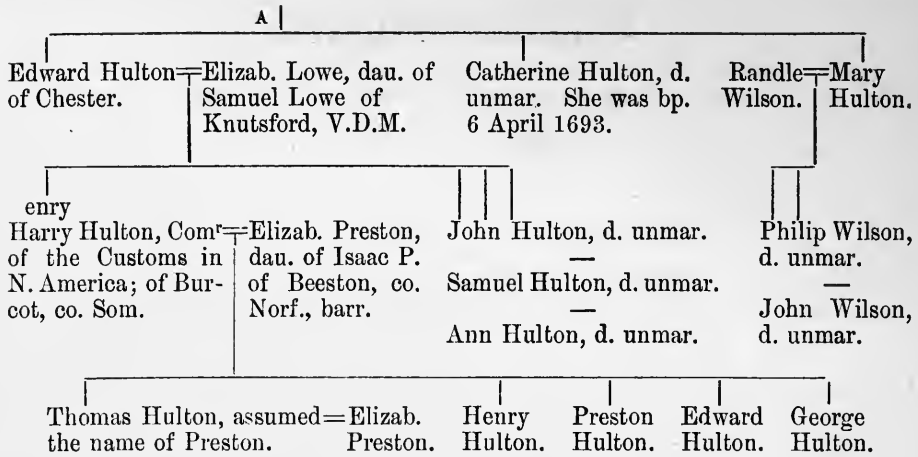 A
Edward Hulton=Elizab. Lowe, dau. of
of Chester. Samuel Lowe of
Knutsford, V.D.M.
Catherine Hulton, d.
unmar. She was bp.
6 April 1693.
Randle=Mary
Wilson. Hulton.
enry
Harry Hulton, Comr=Elizab. Preston,
of the Customs in dau. of Isaac P.
N. America; of Bur- of Beeston, co.
cot, co. Som. Norf., barr.
John Hulton, d. unmar.
—
Samuel Hulton, d. unmar.
—
Ann Hulton, d. unmar.
Philip Wilson,
d. unmar.
—
John Wilson,
d. unmar.
Thomas Hulton, assumed=Elizab.
the name of Preston. Preston.
Henry
Hulton.
Preston
Hulton.
Edward
Hulton.
George
Hulton.